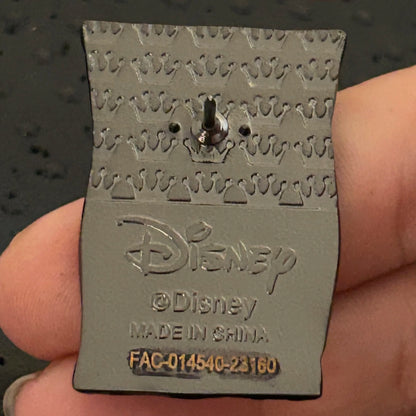 Disney
©Disney
MADE IN CHINA
FAC-014540-23160